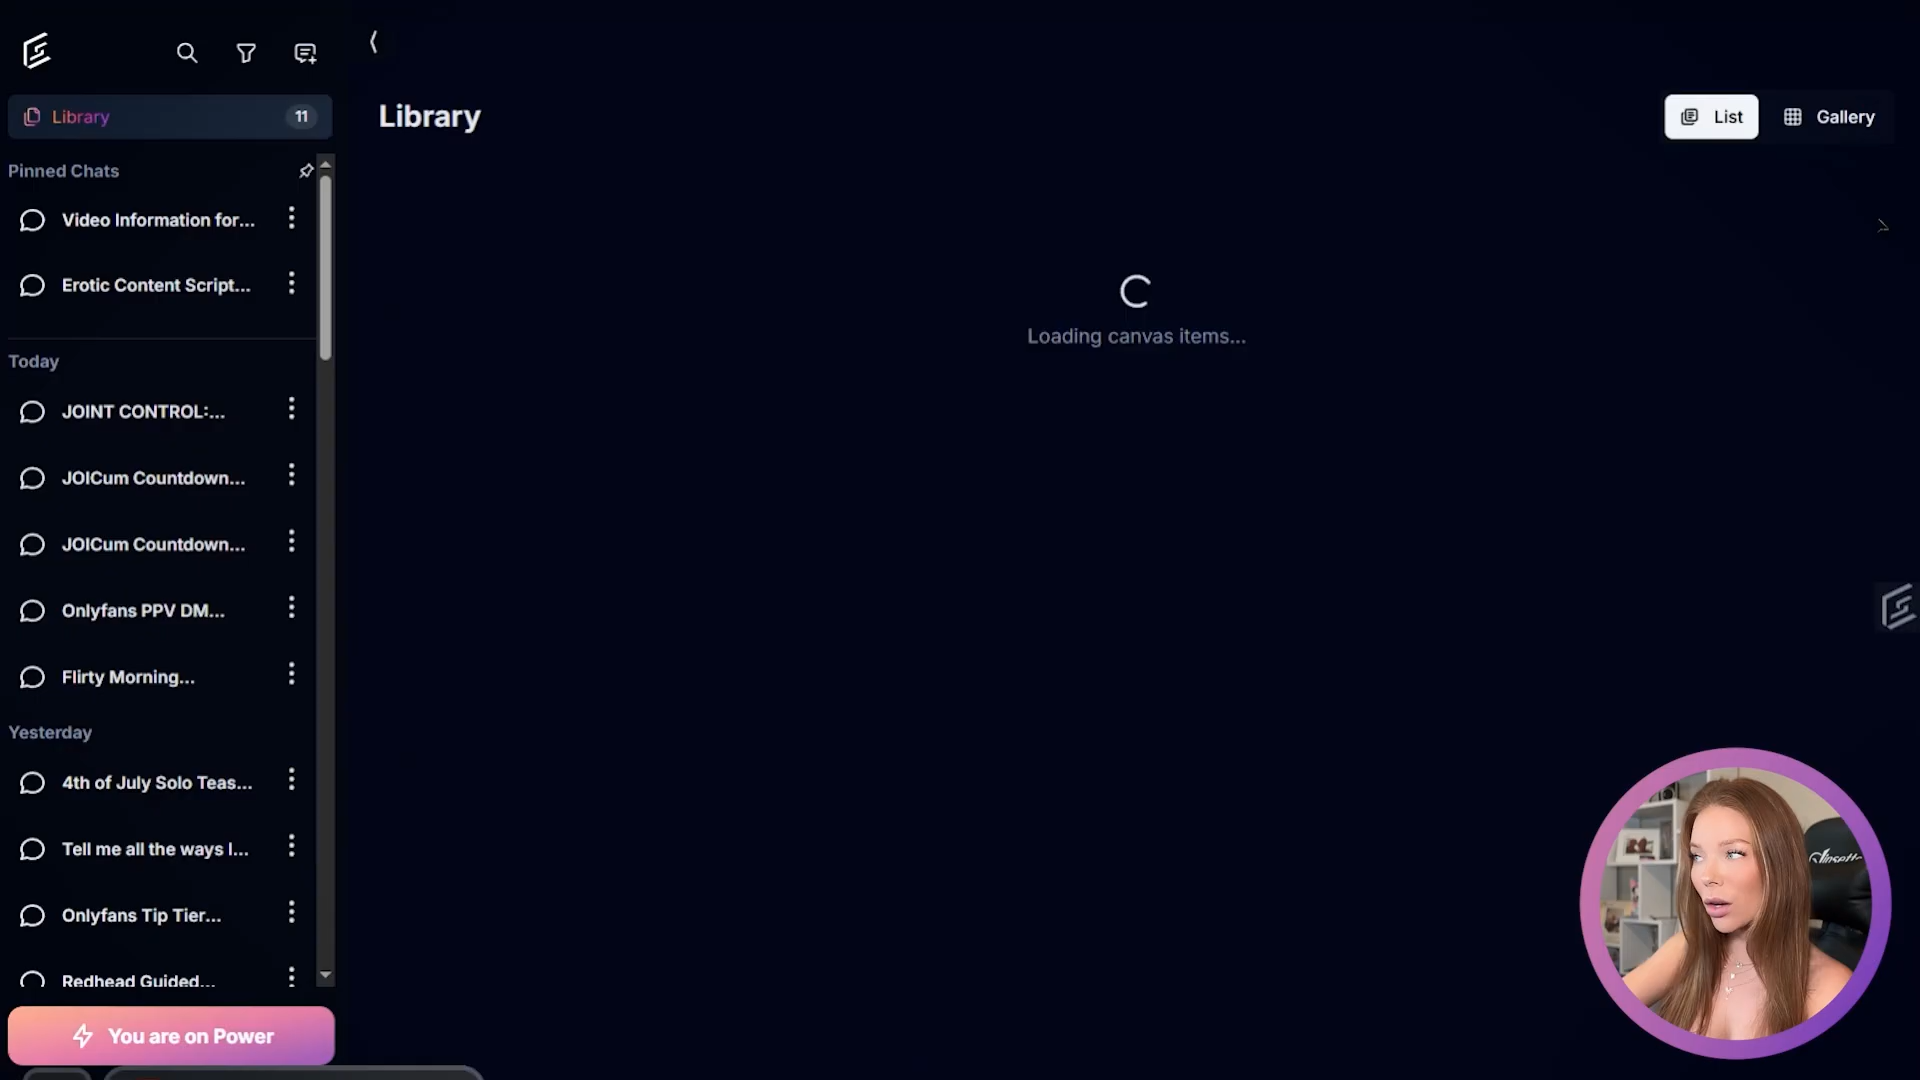 Library
11
Library
List
Gallery
Pinned Chats
Video Information for...
Erotic Content Script...
Loading canvas items...
Today
JOINT CONTROL:...
JOICum Countdown...
JOICum Countdown...
Onlyfans PPV DM...
Flirty Morning...
Yesterday
4th of July Solo Teas...
Tell me all the ways I...
Onlyfans Tip Tier...
Redhead Guided...
You are on Power